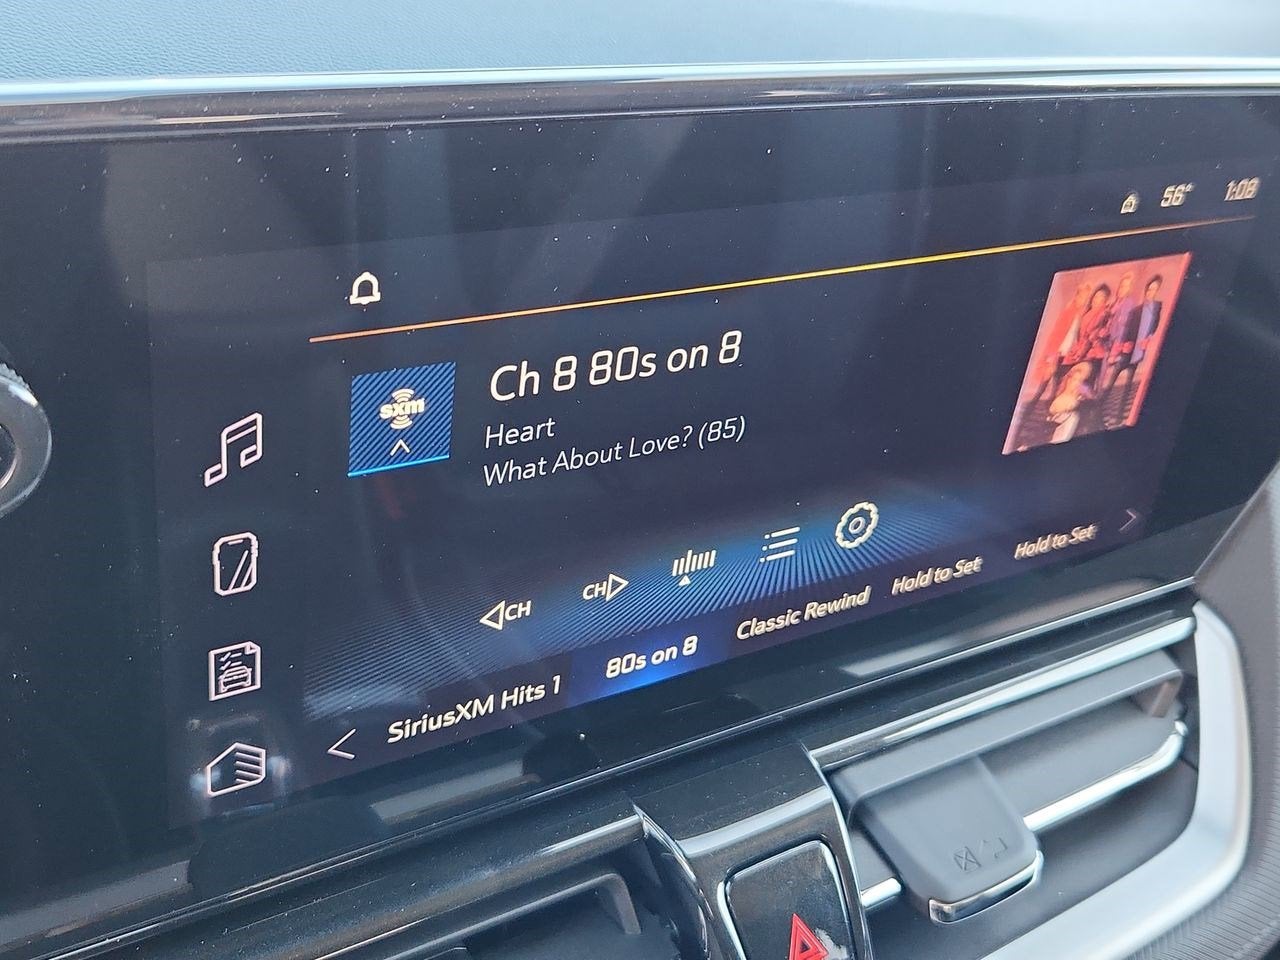 56° 1:08
Ch 8 80s on 8
sxm
Heart
What About Love? (85)
CH
CH
SiriusXM Hits 1
80s on 8
Classic Rewind
Hold to Set
Hold to Set